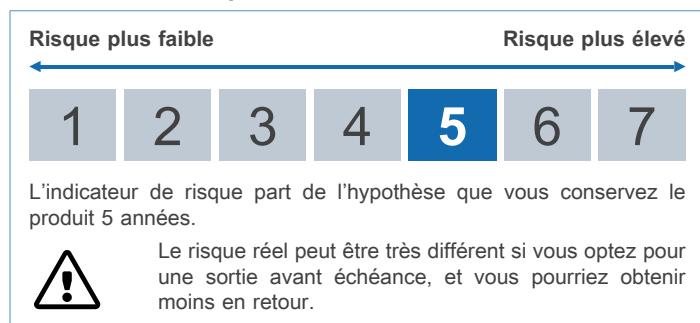 Risque plus faible Risque plus élevé
1 2 3 4 5 6 7
L'indicateur de risque part de l'hypothèse que vous conservez le
produit 5 années.
Le risque réel peut être très différent si vous optez pour
une sortie avant échéance, et vous pourriez obtenir
moins en retour.